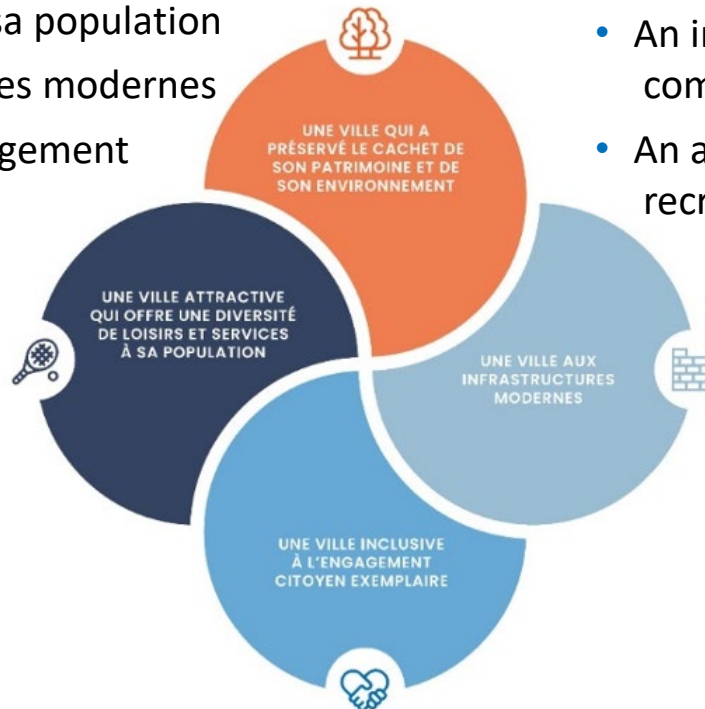 sa population
es modernes
gement
• An i
com
• An a
recr
UNE VILLE QUI A
PRÉSERVÉ LE CACHET DE
SON PATRIMOINE ET DE
SON ENVIRONNEMENT
UNE VILLE ATTRACTIVE
QUI OFFRE UNE DIVERSITÉ
DE LOISIRS ET SERVICES
À SA POPULATION
UNE VILLE AUX
INFRASTRUCTURES
MODERNES
UNE VILLE INCLUSIVE
À L'ENGAGEMENT
CITOYEN EXEMPLAIRE